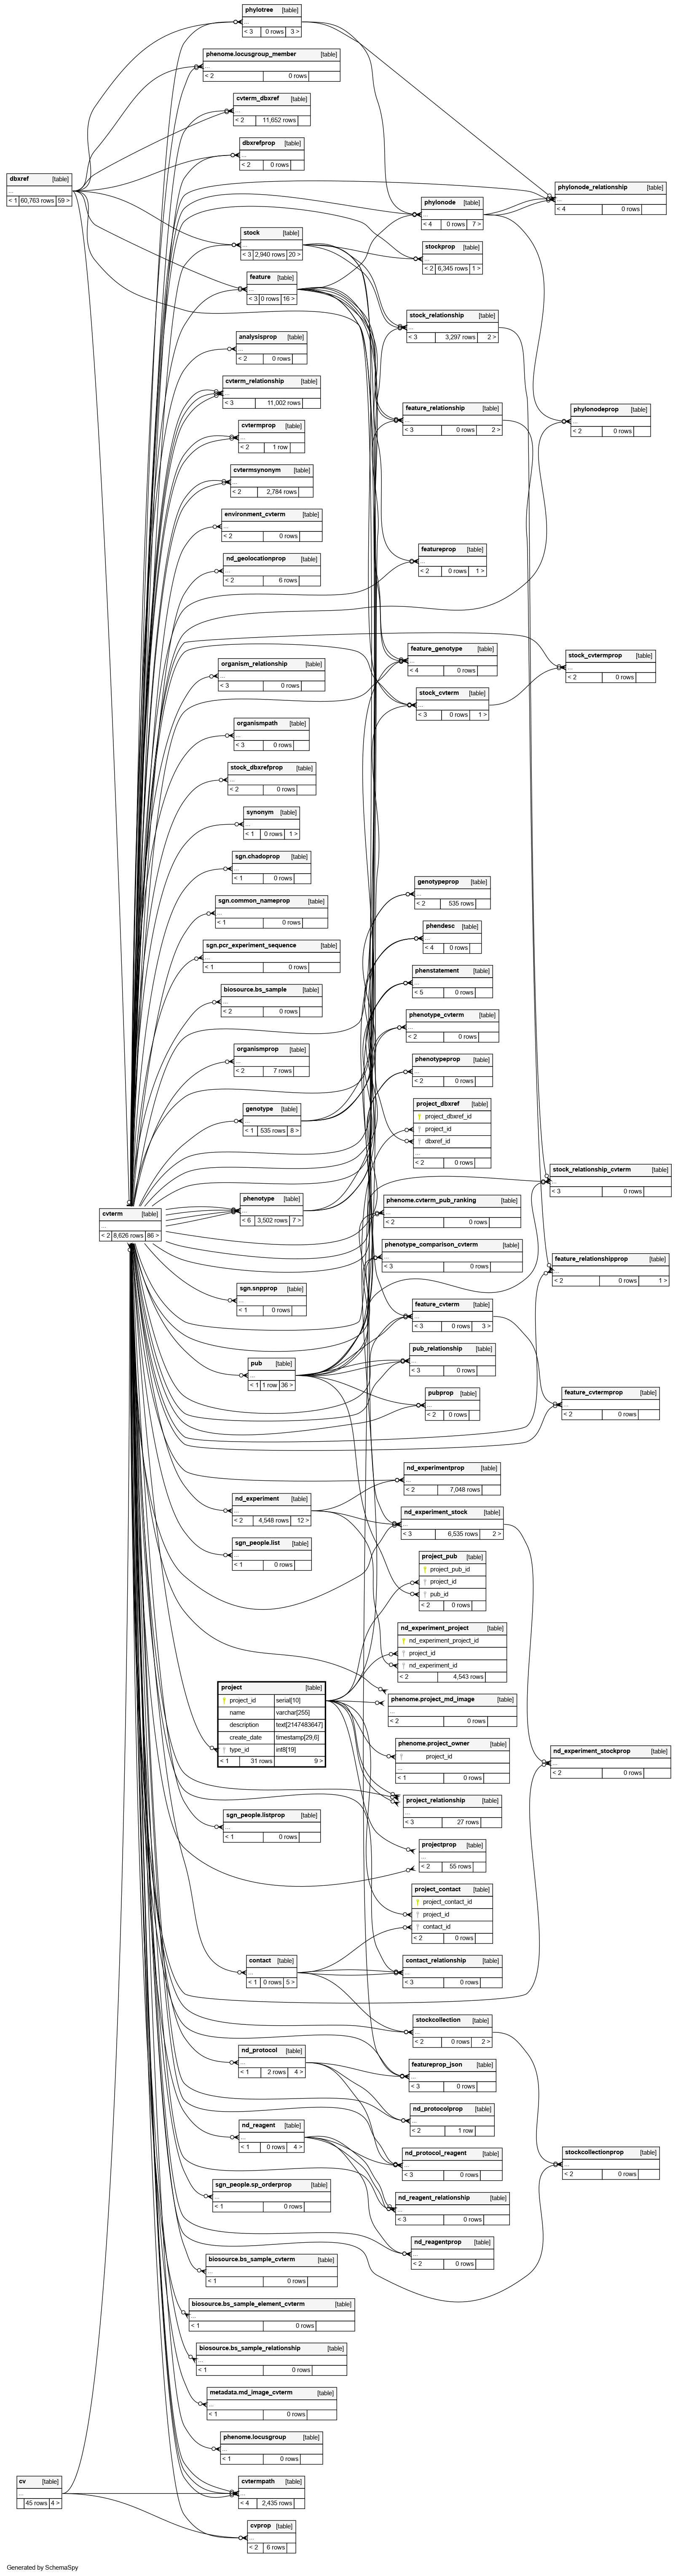 phylotree [table]
...
< 3 0 rows 3 >
phenome.locusgroup_member [table]
...
< 2 0 rows
cvterm_dbxref [table]
...
< 2 11,652 rows
dbxrefprop [table]
...
< 2 0 rows
dbxref [table]
...
< 1 60,763 rows 59 >
phylonode_relationship [table]
...
< 4 0 rows
phylonode [table]
...
< 4 0 rows 7 >
stock [table]
...
< 3 2,940 rows 20 >
stockprop [table]
...
< 2 6,345 rows 1 >
feature [table]
...
< 3 0 rows 16 >
stock_relationship [table]
...
< 3 3,297 rows 2 >
analysisprop [table]
...
< 2 0 rows
cvterm_relationship [table]
...
< 3 11,002 rows
feature_relationship [table]
...
< 3 0 rows 2 >
phylonodeprop [table]
...
< 2 0 rows
cvtermprop [table]
...
< 2 1 row
cvtermsynonym [table]
...
< 2 2,784 rows
environment_cvterm [table]
...
< 2 0 rows
featureprop [table]
...
< 2 0 rows 1 >
nd_geolocationprop [table]
...
< 2 6 rows
feature_genotype [table]
...
< 4 0 rows
stock_cvtermprop [table]
...
< 2 0 rows
organism_relationship [table]
...
< 3 0 rows
stock_cvterm [table]
...
< 3 0 rows 1 >
organismpath [table]
...
< 3 0 rows
stock_dbxrefprop [table]
...
< 2 0 rows
synonym [table]
...
< 1 0 rows 1 >
sgn.chadoprop [table]
...
< 1 0 rows
genotypeprop [table]
...
< 2 535 rows
sgn.common_nameprop [table]
...
< 1 0 rows
phendesc [table]
...
< 4 0 rows
sgn.pcr_experiment_sequence [table]
...
< 1 0 rows
phenstatement [table]
...
< 5 0 rows
biosource.bs_sample [table]
...
< 2 0 rows
phenotype_cvterm [table]
...
< 2 0 rows
organismprop [table]
...
< 2 7 rows
phenotypeprop [table]
...
< 2 0 rows
genotype [table]
...
< 1 535 rows 8 >
project_dbxref [table]
project_dbxref_id
project_id
dbxref_id
...
< 2 0 rows
stock_relationship_cvterm [table]
...
< 3 0 rows
phenotype [table]
...
< 6 3,502 rows 7 >
phenome.cvterm_pub_ranking [table]
...
< 2 0 rows
cvterm [table]
...
< 2 8,626 rows 86 >
phenotype_comparison_cvterm [table]
...
< 3 0 rows
feature_relationshipprop [table]
...
< 2 0 rows 1 >
sgn.snpprop [table]
...
< 1 0 rows
feature_cvterm [table]
...
< 3 0 rows 3 >
pub_relationship [table]
...
< 3 0 rows
pub [table]
...
< 1 1 row 36 >
pubprop [table]
...
< 2 0 rows
feature_cvtermprop [table]
...
< 2 0 rows
nd_experimentprop [table]
...
< 2 7,048 rows
nd_experiment [table]
...
< 2 4,548 rows 12 >
nd_experiment_stock [table]
...
< 3 6,535 rows 2 >
sgn_people.list [table]
...
< 1 0 rows
project_pub [table]
project_pub_id
project_id
pub_id
< 2 0 rows
nd_experiment_project [table]
nd_experiment_project_id
project_id
nd_experiment_id
< 2 4,543 rows
project [table]
project_id serial[10]
name varchar[255]
description text[2147483647]
create_date timestamp[29,6]
type_id int8[19]
< 1 31 rows 9 >
phenome.project_md_image [table]
...
< 2 0 rows
phenome.project_owner [table]
project_id
...
< 1 0 rows
nd_experiment_stockprop [table]
...
< 2 0 rows
project_relationship [table]
...
< 3 27 rows
sgn_people.listprop [table]
...
< 1 0 rows
projectprop [table]
...
< 2 55 rows
project_contact [table]
project_contact_id
project_id
contact_id
< 2 0 rows
contact [table]
...
< 1 0 rows 5 >
contact_relationship [table]
...
< 3 0 rows
stockcollection [table]
...
< 2 0 rows 2 >
nd_protocol [table]
...
< 1 2 rows 4 >
featureprop_json [table]
...
< 3 0 rows
nd_protocolprop [table]
...
< 2 1 row
nd_reagent [table]
...
< 1 0 rows 4 >
nd_protocol_reagent [table]
...
< 3 0 rows
stockcollectionprop [table]
...
< 2 0 rows
sgn_people.sp_orderprop [table]
...
< 1 0 rows
nd_reagent_relationship [table]
...
< 3 0 rows
nd_reagentprop [table]
...
< 2 0 rows
biosource.bs_sample_cvterm [table]
...
< 1 0 rows
biosource.bs_sample_element_cvterm [table]
...
< 1 0 rows
biosource.bs_sample_relationship [table]
...
< 1 0 rows
metadata.md_image_cvterm [table]
...
< 1 0 rows
phenome.locusgroup [table]
...
< 1 0 rows
cv [table]
...
45 rows 4 >
cvtermpath [table]
...
< 4 2,435 rows
cvprop [table]
...
< 2 6 rows
Generated by SchemaSpy